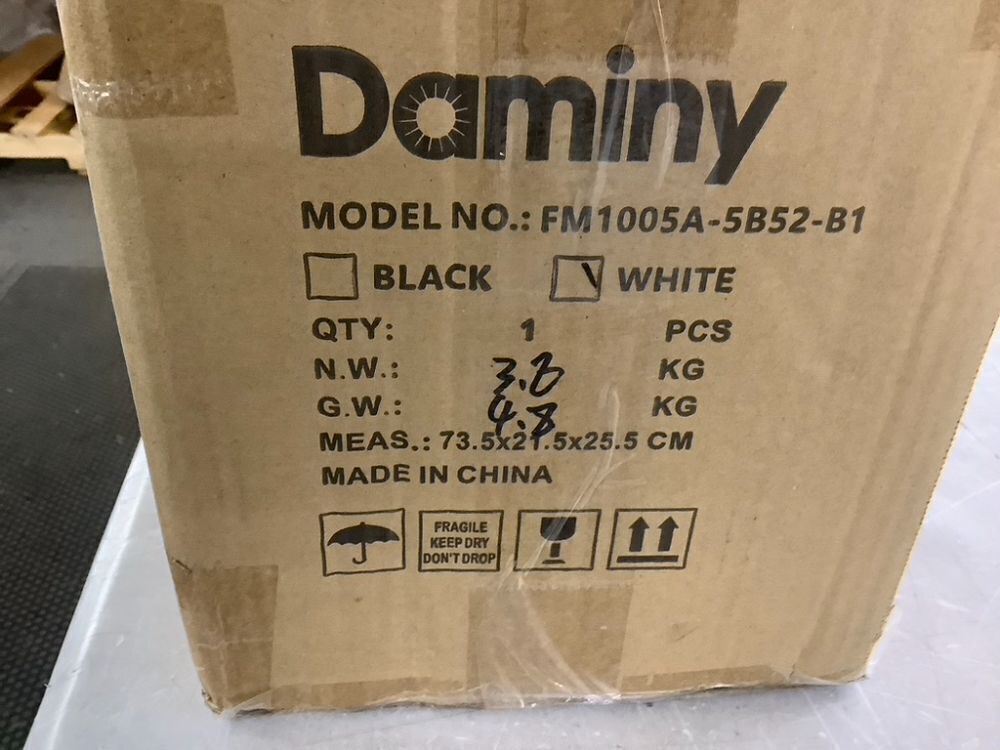 Daminy
MODEL NO.: FM1005A-5B52-B1
BLACK WHITE
QTY: 1 PCS
N.W.: 3.8 KG
G.W.: 4.8 KG
MEAS.: 73.5x21.5x25.5 CM
MADE IN CHINA
FRAGILE
KEEP DRY
DON'T DROP